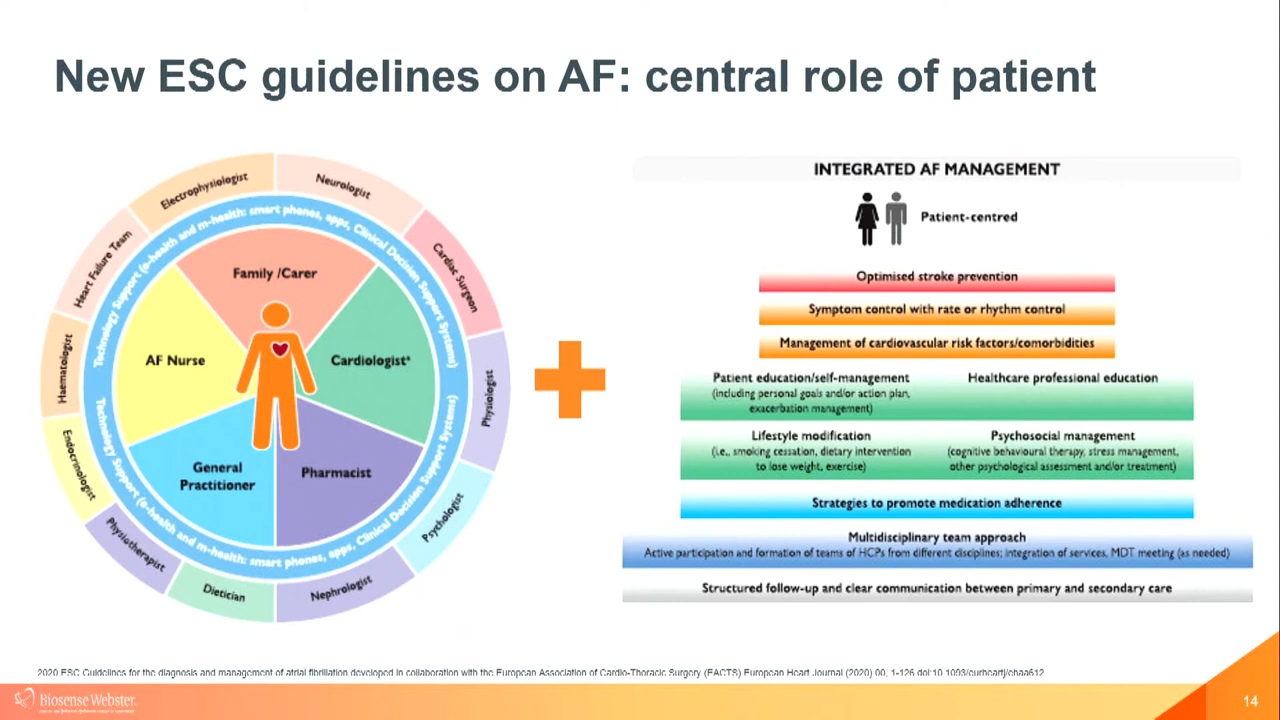 New ESC guidelines on AF: central role of patient
Electrophysiologist
Neurologist
Cardiac Surgeon
Physiologist
Psychologist
Nephrologist
Dietician
Physiotherapist
Endocrinologist
Haematologist
Heart Failure Team
Technology Support (e-health and m-health: smart phones, apps, Clinical Decision Support Systems)
Technology Support (e-health and m-health: smart phones, apps, Clinical Decision Support Systems)
Family /Carer
AF Nurse
Cardiologistª
General
Practitioner
Pharmacist
INTEGRATED AF MANAGEMENT
Patient-centred
Optimised stroke prevention
Symptom control with rate or rhythm control
Management of cardiovascular risk factors/comorbidities
Patient education/self-management
(including personal goals and/or action plan,
exacerbation management)
Healthcare professional education
Lifestyle modification
(i.e., smoking cessation, dietary intervention
to lose weight, exercise)
Psychosocial management
(cognitive behavioural therapy, stress management,
other psychological assessment and/or treatment)
Strategies to promote medication adherence
Multidisciplinary team approach
Active participation and formation of teams of HCPs from different disciplines; integration of services, MDT meeting (as needed)
Structured follow-up and clear communication between primary and secondary care
2020 ESC Guidelines for the diagnosis and management of atrial fibrillation developed in collaboration with the European Association of Cardio-Thoracic Surgery (EACTS) European Heart Journal (2020) 00, 1-126 doi:10.1093/eurheartj/ehaa612
Biosense Webster
14